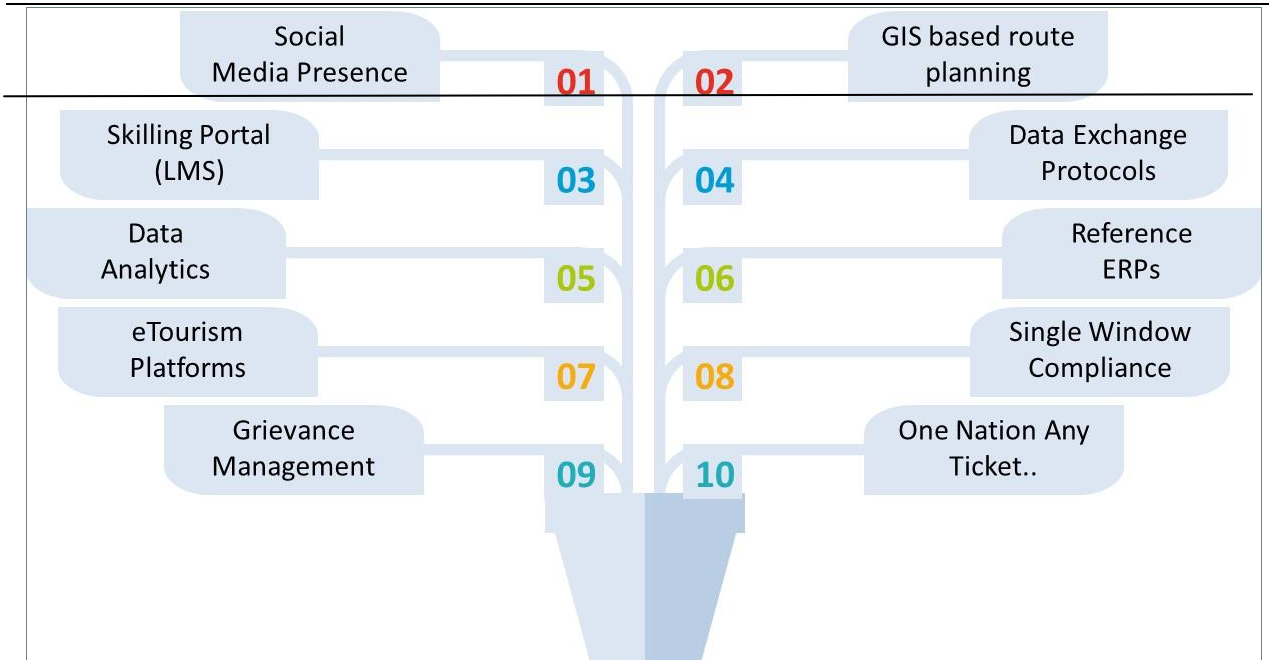 Social
Media Presence
01
02
GIS based route
planning
Skilling Portal
(LMS)
03
04
Data Exchange
Protocols
Data
Analytics
05
06
Reference
ERPs
eTourism
Platforms
07
08
Single Window
Compliance
Grievance
Management
09
10
One Nation Any
Ticket..